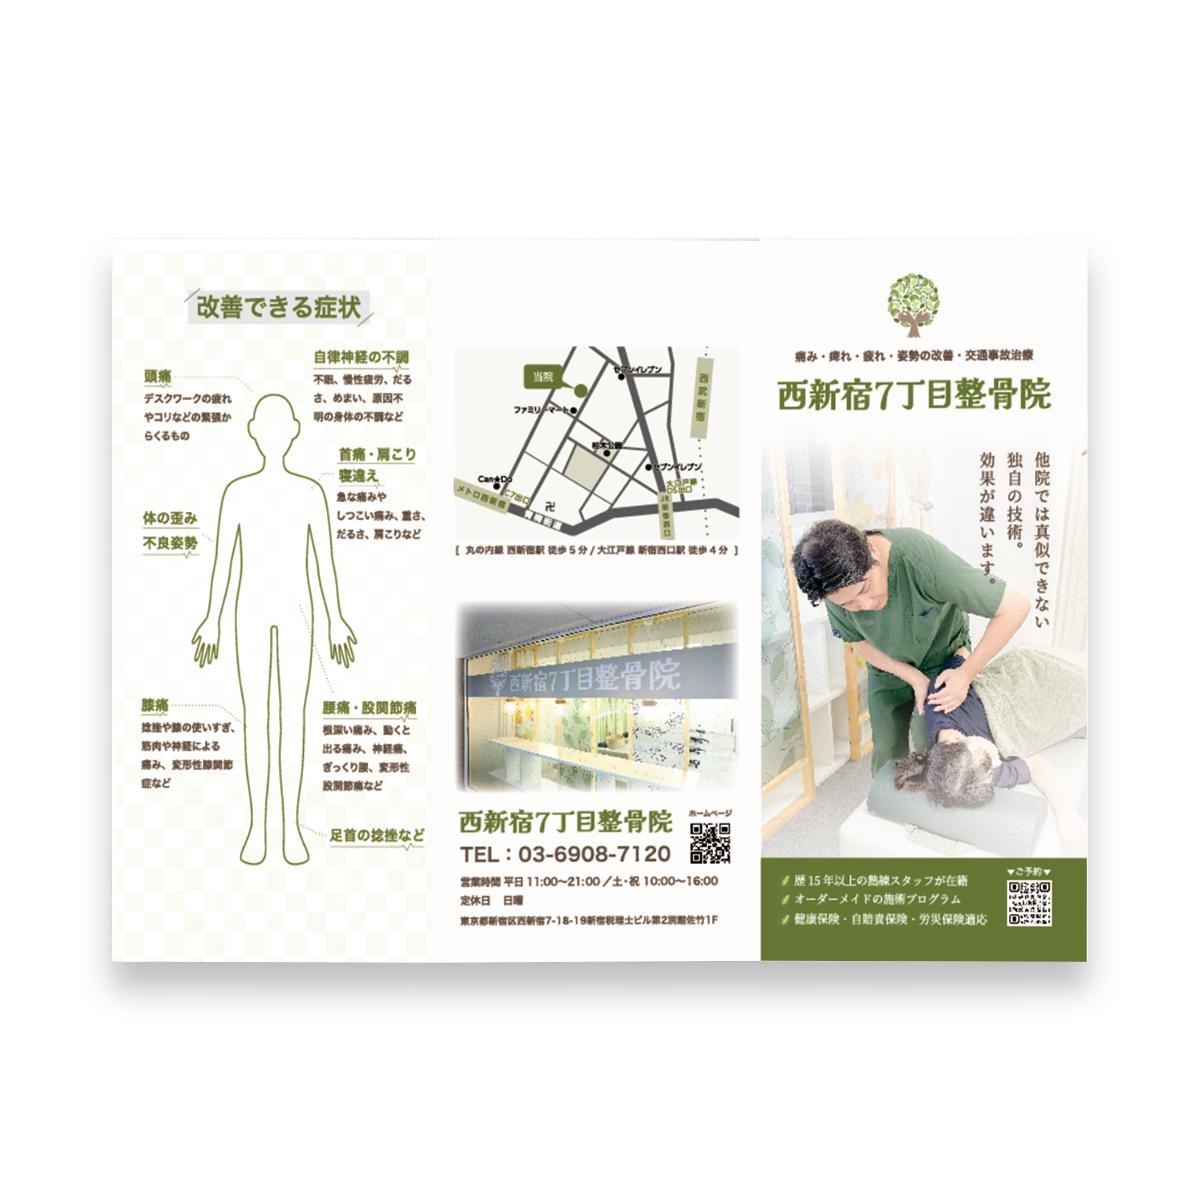 改善できる症状
頭痛
デスクワークの疲れ
やコリなどの緊張か
らくるもの
自律神経の不調
不眠、慢性疲労、だる
さ、めまい、原因不
明の身体の不調など
首痛・肩こり
寝違え
急な痛みや
しつこい痛み、重さ、
だるさ、肩こりなど
体の歪み
不良姿勢
膝痛
捻挫や膝の使いすぎ、
筋肉や神経による
痛み、変形性膝関節
症など
腰痛・股関節痛
根深い痛み、動くと
出る痛み、神経痛、
ぎっくり腰、変形性
股関節痛など
足首の捻挫など
セブンイレブン
当院
西武新宿
ファミリーマート
柏木公園
セブンイレブン
Can★Do
大江戸線
D5出口
メトロ西新宿
C7出口
卍
青梅街道
JR新宿西口
[ 丸の内線 西新宿駅 徒歩5分 / 大江戸線 新宿西口駅 徒歩4分 ]
西新宿7丁目整骨院
西新宿7丁目整骨院
ホームページ
TEL：03-6908-7120
営業時間 平日 11:00〜21:00 ／土・祝 10:00〜16:00
定休日 日曜
東京都新宿区西新宿7-18-19新宿税理士ビル第2別館佐竹1F
痛み・痺れ・疲れ・姿勢の改善・交通事故治療
西新宿7丁目整骨院
他院では真似できない
独自の技術。
効果が違います。
歴15年以上の熟練スタッフが在籍
オーダーメイドの施術プログラム
健康保険・自賠責保険・労災保険適応
▼ご予約▼